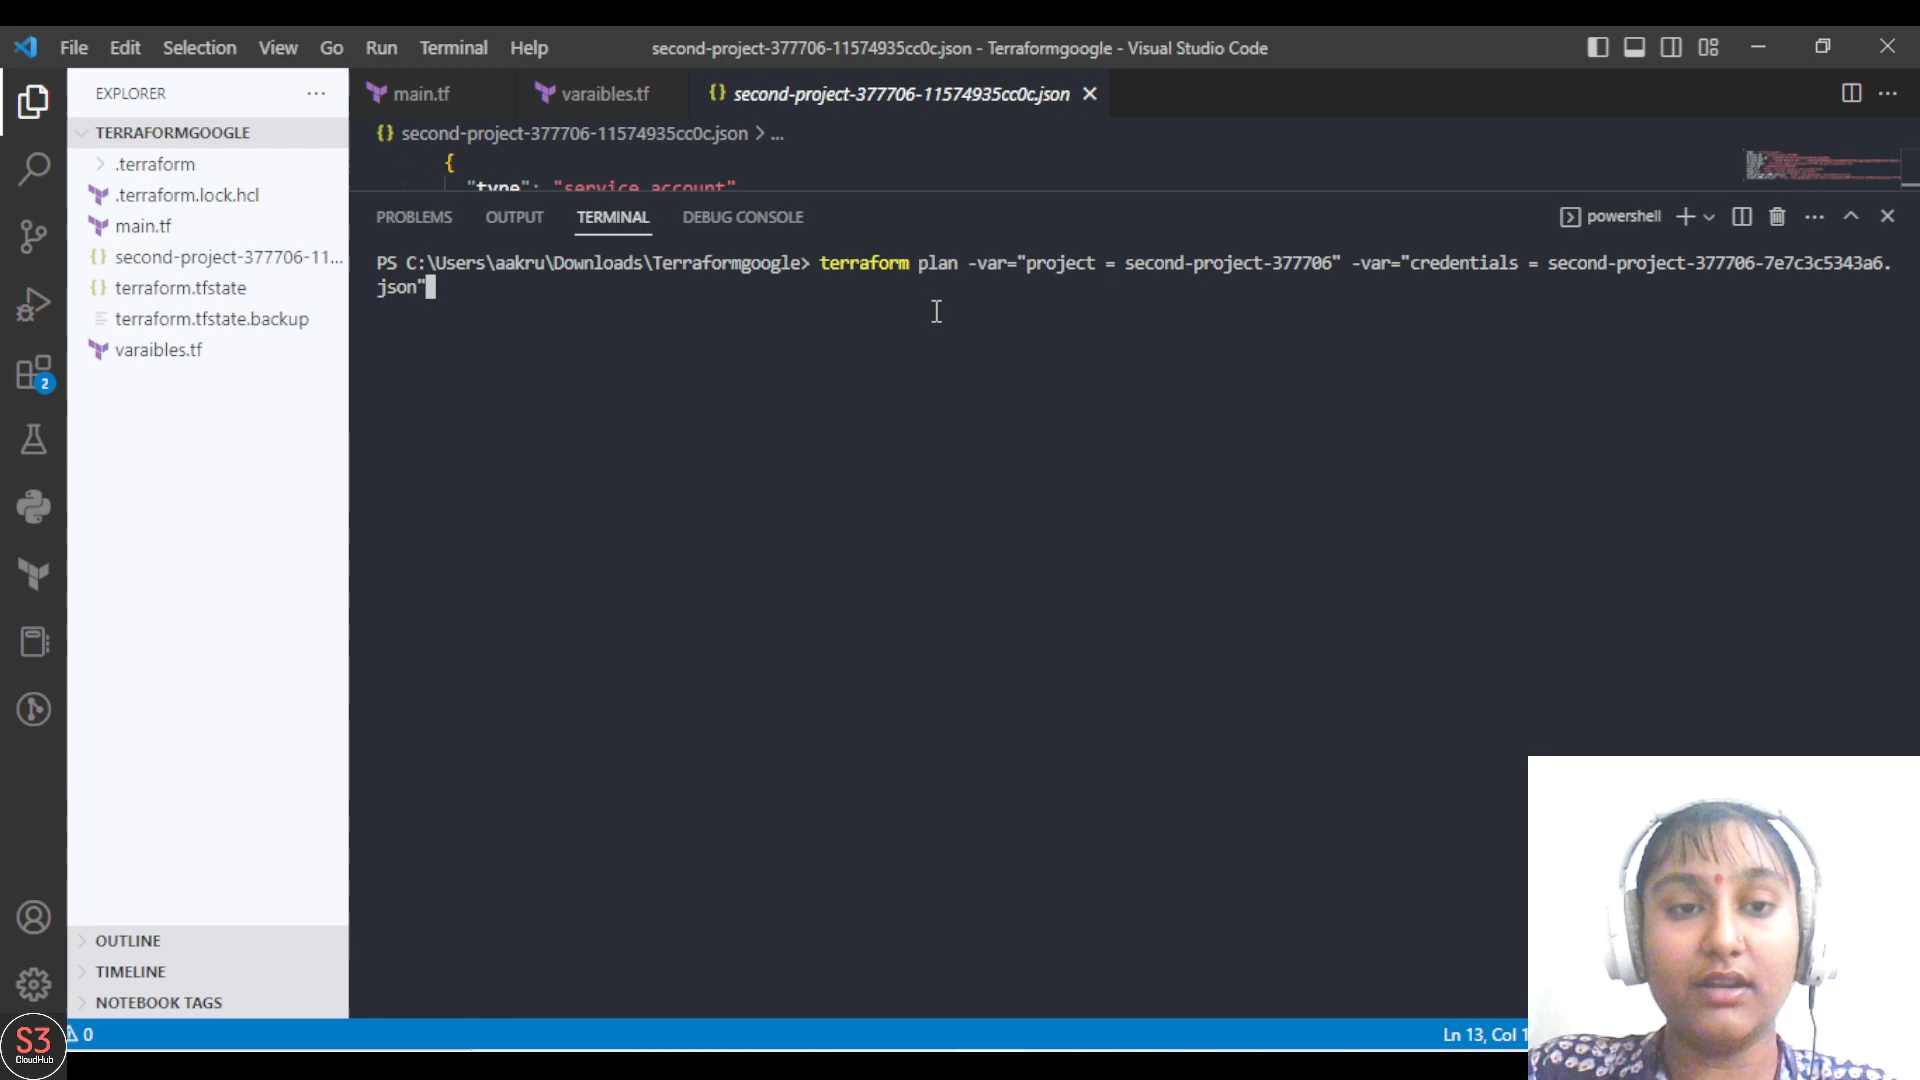 File Edit Selection View Go Run Terminal Help
second-project-377706-11574935cc0c.json - Terraformgoogle - Visual Studio Code
EXPLORER
TERRAFORMGOOGLE
.terraform
.terraform.lock.hcl
main.tf
second-project-377706-11...
terraform.tfstate
terraform.tfstate.backup
varaibles.tf
OUTLINE
TIMELINE
NOTEBOOK TAGS
2
main.tf varaibles.tf {} second-project-377706-11574935cc0c.json
{} second-project-377706-11574935cc0c.json > ...
{
"type": "service_account"
PROBLEMS OUTPUT TERMINAL DEBUG CONSOLE
powershell
PS C:\Users\aakru\Downloads\Terraformgoogle> terraform plan -var="project = second-project-377706" -var="credentials = second-project-377706-7e7c3c5343a6.
json"
S3
CloudHub
0
Ln 13, Col 1